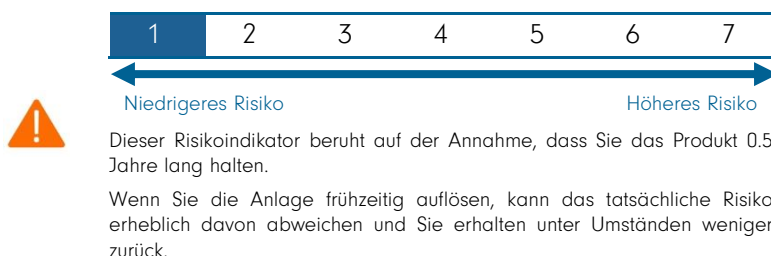 1 2 3 4 5 6 7
Niedrigeres Risiko Höheres Risiko
Dieser Risikoindikator beruht auf der Annahme, dass Sie das Produkt 0.5
Jahre lang halten.
Wenn Sie die Anlage frühzeitig auflösen, kann das tatsächliche Risiko
erheblich davon abweichen und Sie erhalten unter Umständen weniger
zurück.